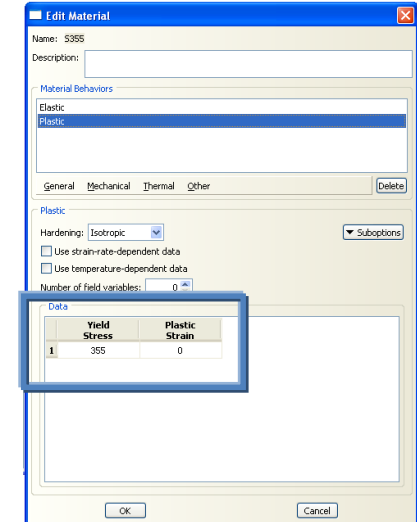 Edit Material
Name: S355
Description:
Material Behaviors
Elastic
Plastic
General Mechanical Thermal Other Delete
Plastic
Hardening: Isotropic Suboptions
Use strain-rate-dependent data
Use temperature-dependent data
Number of field variables: 0
Data
Yield Plastic
Stress Strain
1 355 0
OK Cancel